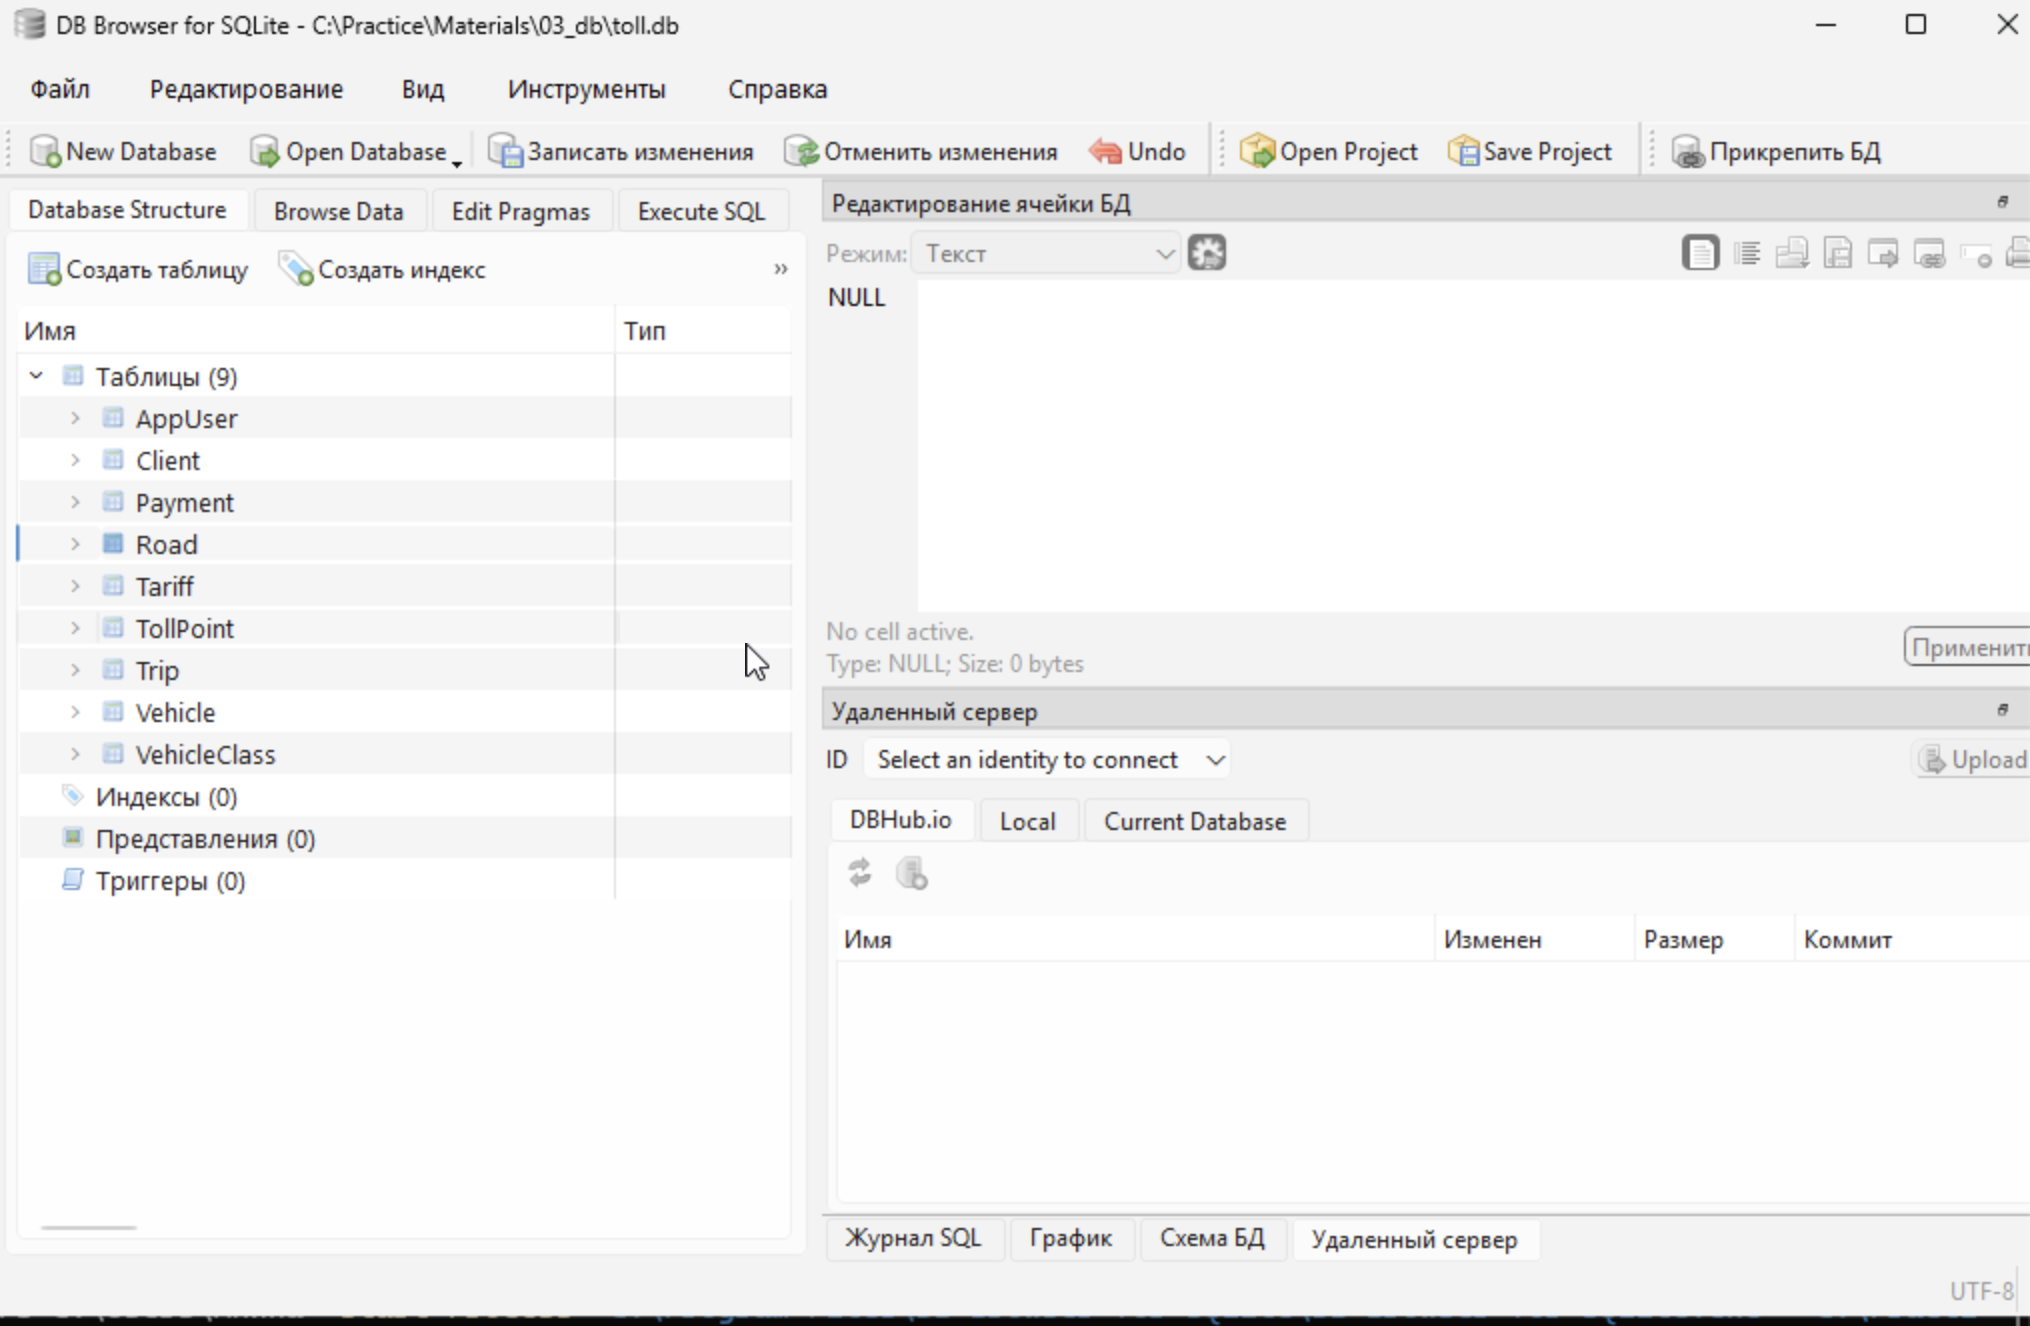 DB Browser for SQLite - C:\Practice\Materials\03_db\toll.db
Файл Редактирование Вид Инструменты Справка
New Database Open Database Записать изменения Отменить изменения Undo Open Project Save Project Прикрепить БД
Database Structure Browse Data Edit Pragmas Execute SQL
Создать таблицу Создать индекс »
Имя Тип
Таблицы (9)
AppUser
Client
Payment
Road
Tariff
TollPoint
Trip
Vehicle
VehicleClass
Индексы (0)
Представления (0)
Триггеры (0)
Редактирование ячейки БД
Режим: Текст
NULL
No cell active.
Type: NULL; Size: 0 bytes
Применить
Удаленный сервер
ID Select an identity to connect Upload
DBHub.io Local Current Database
Имя Изменен Размер Коммит
Журнал SQL График Схема БД Удаленный сервер
UTF-8